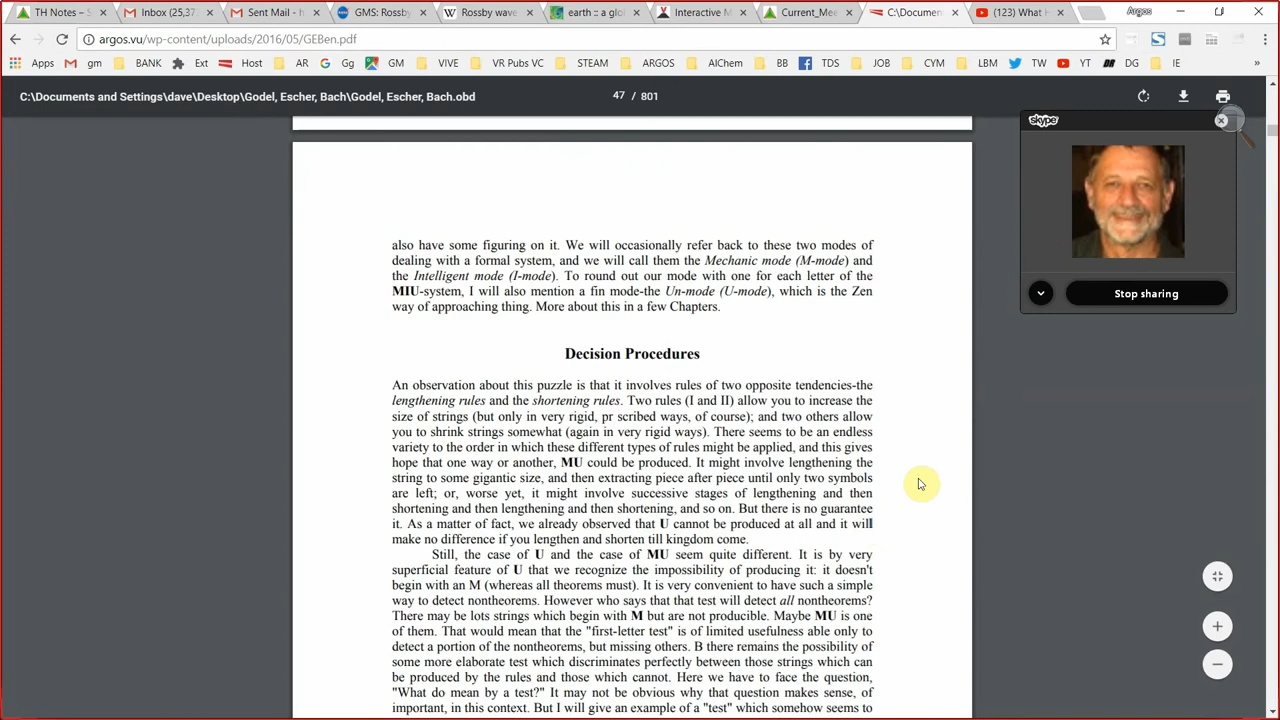 TH Notes – S
Inbox (25,37
Sent Mail - h
GMS: Rossby
Rossby wave
earth :: a glo
Interactive M
Current_Mee
C:\Documen
(123) What H
Argos
argos.vu/wp-content/uploads/2016/05/GEBen.pdf
Apps gm BANK Ext Host AR Gg GM VIVE VR Pubs VC STEAM ARGOS AIChem BB TDS JOB CYM LBM TW YT DG IE »
C:\Documents and Settings\dave\Desktop\Godel, Escher, Bach\Godel, Escher, Bach.obd
47 / 801
skype
Stop sharing
also have some figuring on it. We will occasionally refer back to these two modes of
dealing with a formal system, and we will call them the Mechanic mode (M-mode) and
the Intelligent mode (I-mode). To round out our mode with one for each letter of the
MIU-system, I will also mention a fin mode-the Un-mode (U-mode), which is the Zen
way of approaching thing. More about this in a few Chapters.
Decision Procedures
An observation about this puzzle is that it involves rules of two opposite tendencies-the
lengthening rules and the shortening rules. Two rules (I and II) allow you to increase the
size of strings (but only in very rigid, pr scribed ways, of course); and two others allow
you to shrink strings somewhat (again in very rigid ways). There seems to be an endless
variety to the order in which these different types of rules might be applied, and this gives
hope that one way or another, MU could be produced. It might involve lengthening the
string to some gigantic size, and then extracting piece after piece until only two symbols
are left; or, worse yet, it might involve successive stages of lengthening and then
shortening and then lengthening and then shortening, and so on. But there is no guarantee
it. As a matter of fact, we already observed that U cannot be produced at all and it will
make no difference if you lengthen and shorten till kingdom come.
Still, the case of U and the case of MU seem quite different. It is by very
superficial feature of U that we recognize the impossibility of producing it: it doesn't
begin with an M (whereas all theorems must). It is very convenient to have such a simple
way to detect nontheorems. However who says that that test will detect all nontheorems?
There may be lots strings which begin with M but are not producible. Maybe MU is one
of them. That would mean that the "first-letter test" is of limited usefulness able only to
detect a portion of the nontheorems, but missing others. B there remains the possibility of
some more elaborate test which discriminates perfectly between those strings which can
be produced by the rules and those which cannot. Here we have to face the question,
"What do mean by a test?" It may not be obvious why that question makes sense, of
important, in this context. But I will give an example of a "test" which somehow seems to